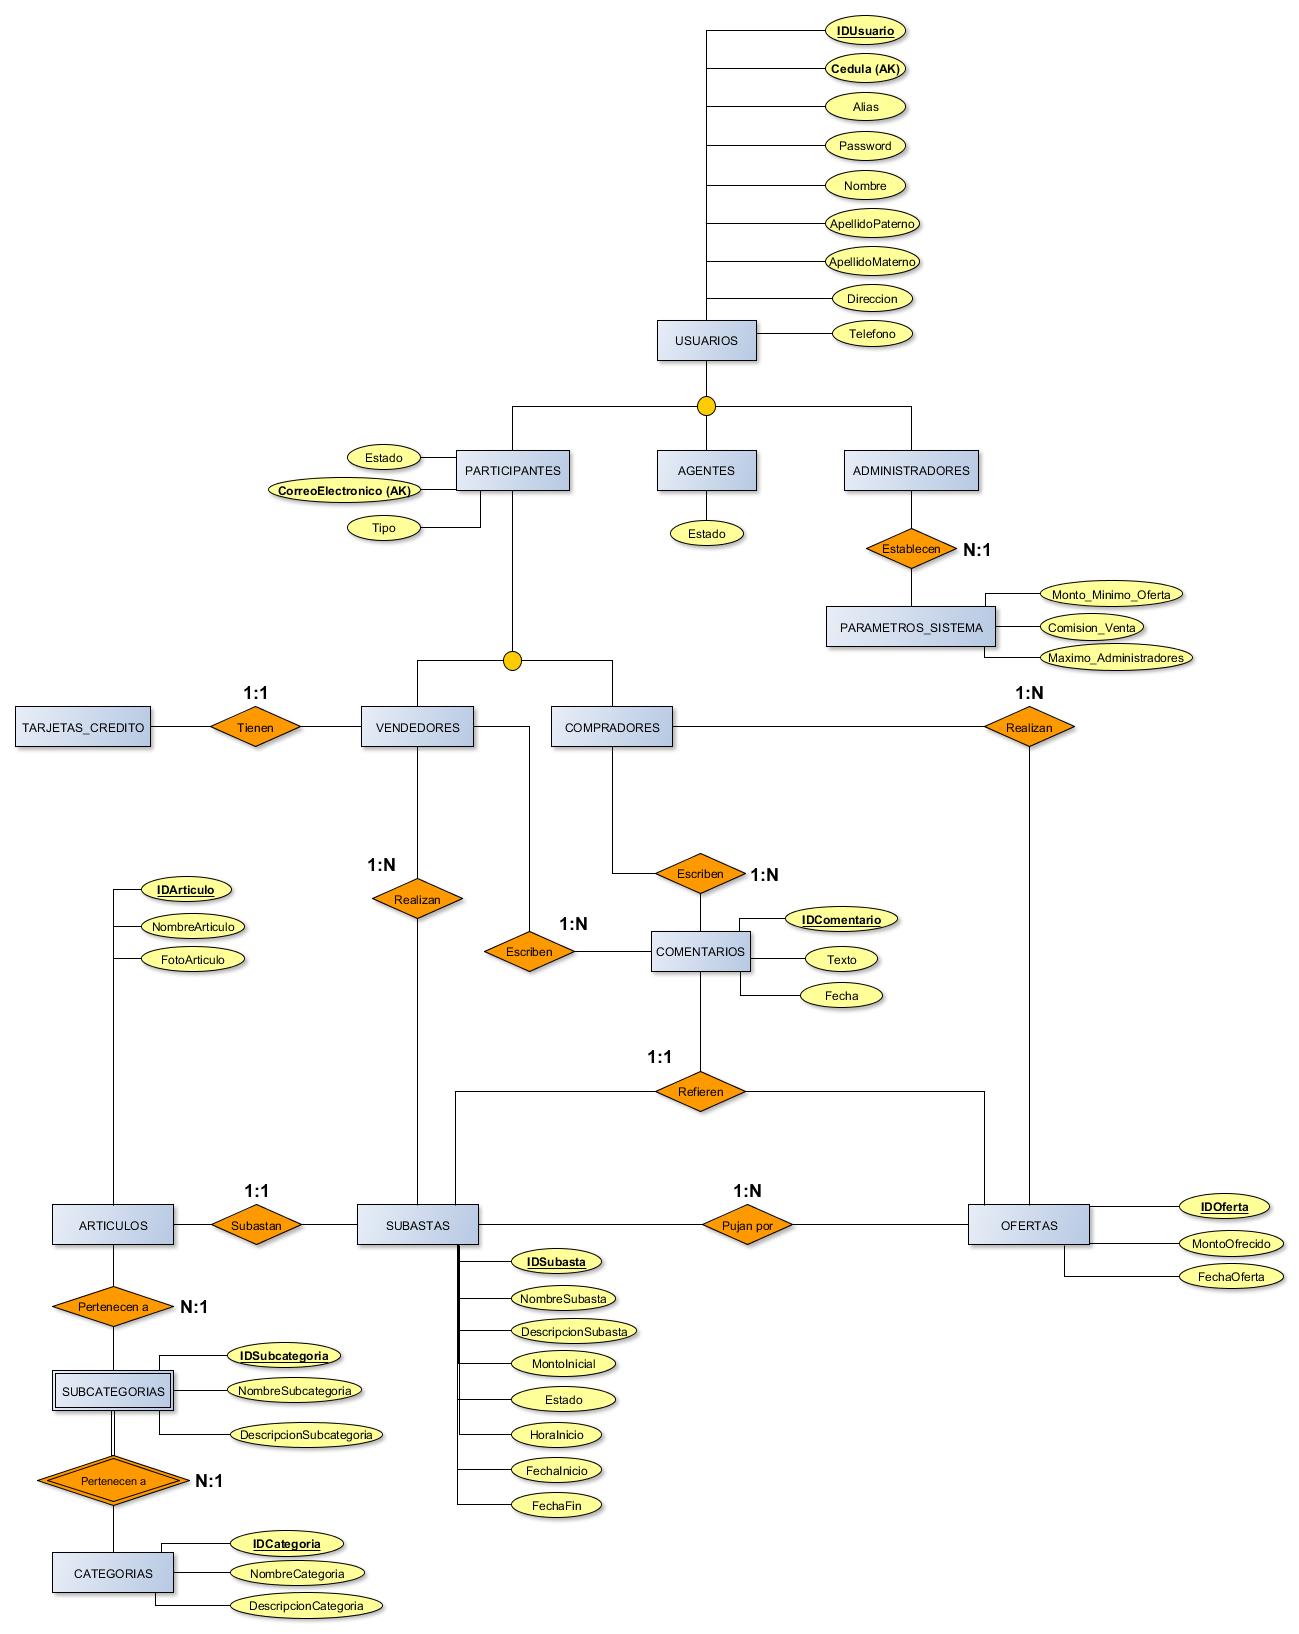 IDUsuario
Cedula (AK)
Alias
Password
Nombre
ApellidoPaterno
ApellidoMaterno
Direccion
Telefono
USUARIOS
PARTICIPANTES
AGENTES
ADMINISTRADORES
Estado
CorreoElectronico (AK)
Tipo
Estado
Establecen
N:1
PARAMETROS_SISTEMA
Monto_Minimo_Oferta
Comision_Venta
Maximo_Administradores
TARJETAS_CREDITO
1:1
Tienen
VENDEDORES
COMPRADORES
1:N
Realizan
1:N
Realizan
Escriben
1:N
1:N
Escriben
COMENTARIOS
IDComentario
Texto
Fecha
IDArticulo
NombreArticulo
FotoArticulo
1:1
Refieren
ARTICULOS
1:1
Subastan
SUBASTAS
1:N
Pujan por
OFERTAS
IDOferta
MontoOfrecido
FechaOferta
IDSubasta
NombreSubasta
DescripcionSubasta
MontoInicial
Estado
HoraInicio
FechaInicio
FechaFin
Pertenecen a
N:1
SUBCATEGORIAS
IDSubcategoria
NombreSubcategoria
DescripcionSubcategoria
Pertenecen a
N:1
CATEGORIAS
IDCategoria
NombreCategoria
DescripcionCategoria